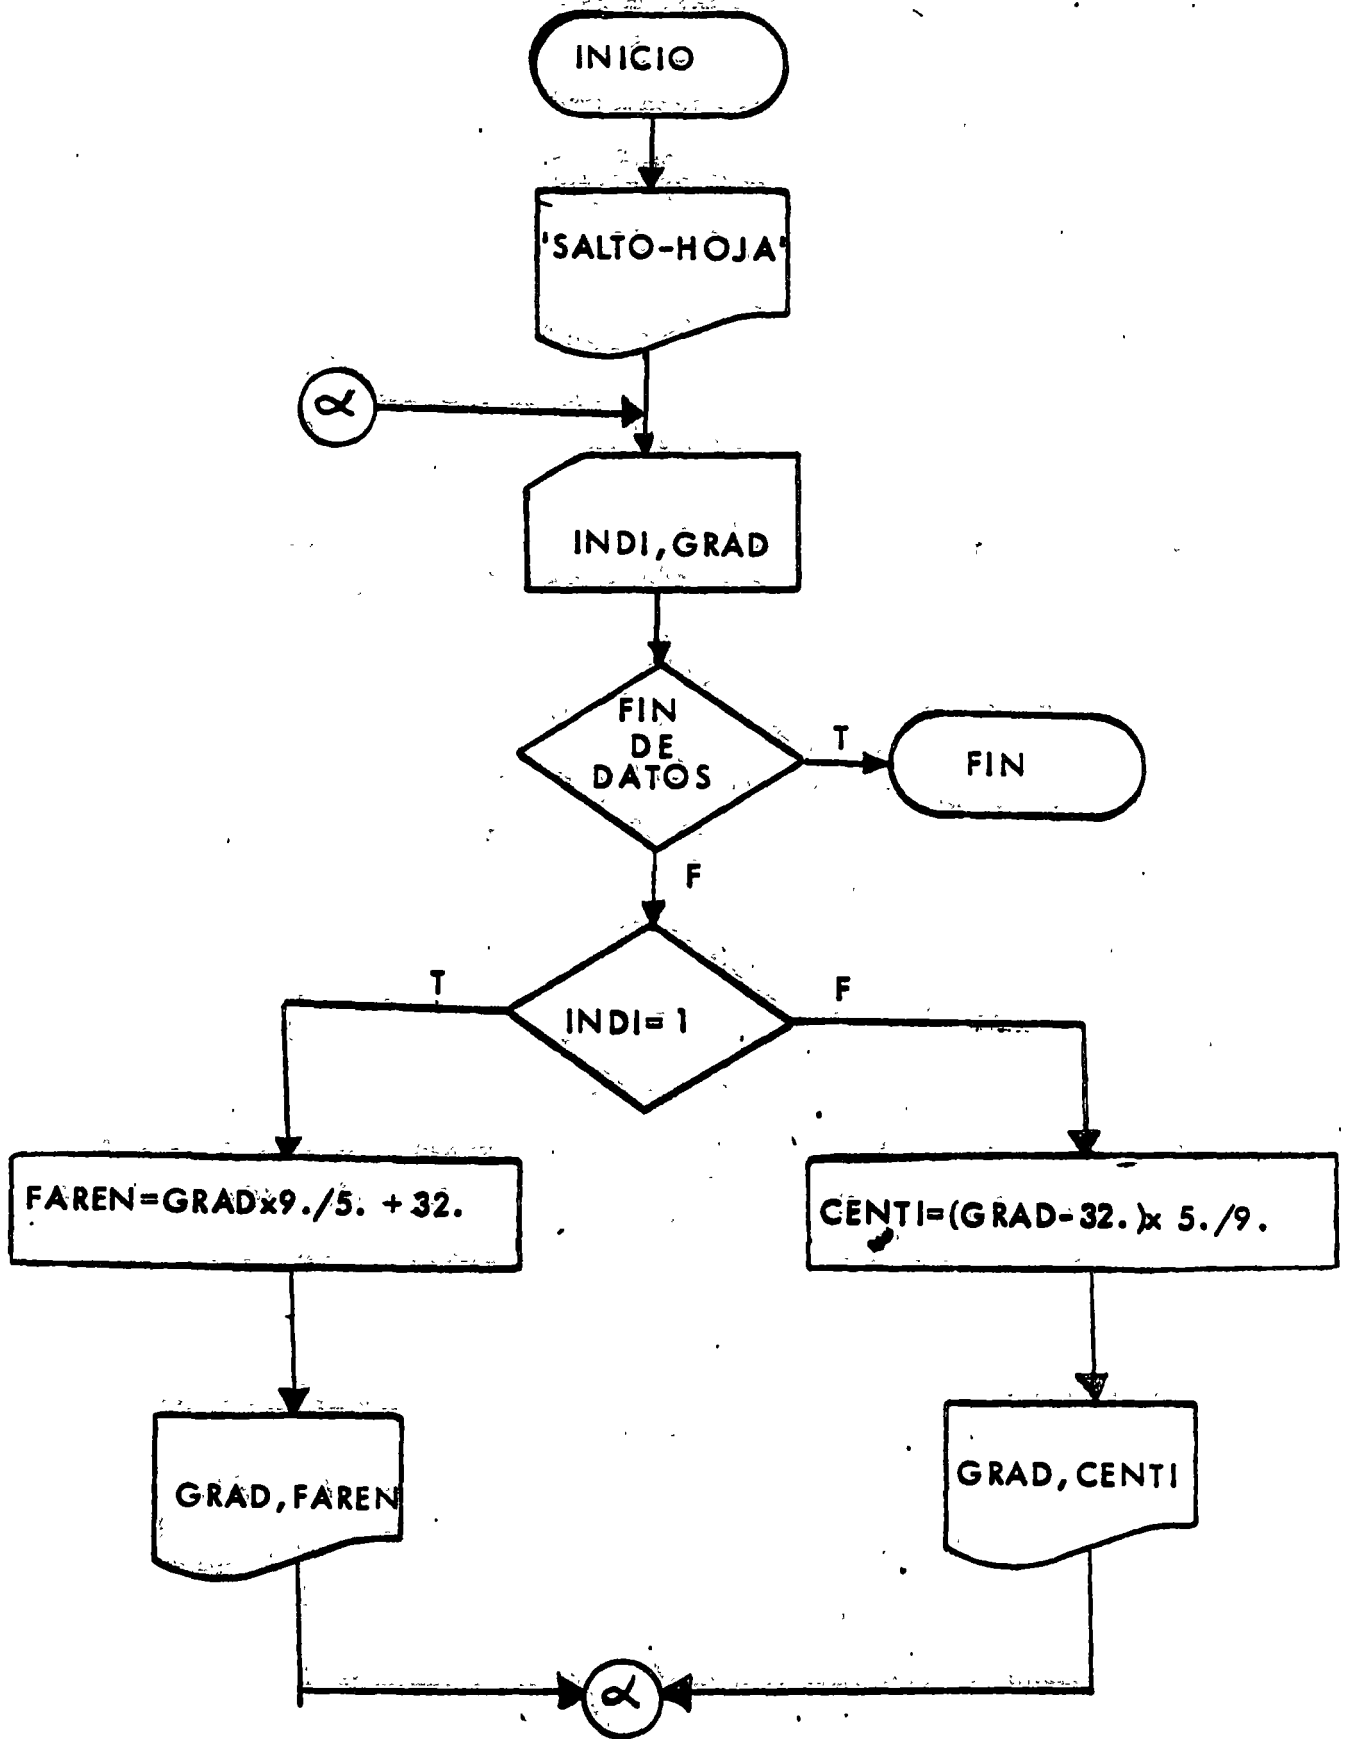 INICIO
'SALTO-HOJA'
α
INDI,GRAD
FIN
DE
DATOS
T
FIN
F
T
F
INDI=1
FAREN=GRADx9./5. +32.
CENTI=(GRAD-32.)x 5./9.
GRAD,FAREN
GRAD,CENTI
α